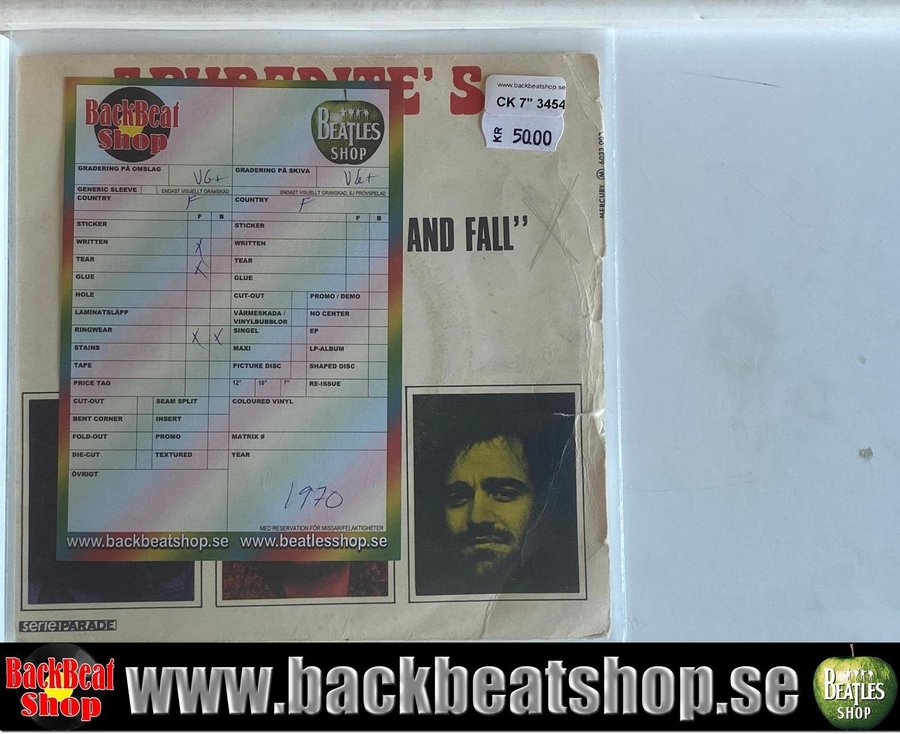 APHRODITE'S
www.backbeatshop.se
CK 7" 3454
KR 50.00
MERCURY 6033 003
AND FALL"
BackBeat
Shop
BEATLES
SHOP
GRADERING PÅ OMSLAG VG+
GRADERING PÅ SKIVA VG+
GENERIC SLEEVE ENDAST VISUELLT GRANSKAD
ENDAST VISUELLT GRANSKAD, EJ PROVSPELAD
COUNTRY F
COUNTRY F
F B
F B
STICKER
STICKER
WRITTEN X
WRITTEN
TEAR X
TEAR
GLUE
GLUE
HOLE
CUT-OUT
PROMO / DEMO
LAMINATSLÄPP
VÄRMESKADA /
VINYLBUBBLOR
NO CENTER
RINGWEAR X X
SINGEL
EP
STAINS
MAXI
LP-ALBUM
TAPE
PICTURE DISC
SHAPED DISC
PRICE TAG
12" 10" 7"
RE-ISSUE
CUT-OUT
SEAM SPLIT
COLOURED VINYL
BENT CORNER
INSERT
FOLD-OUT
PROMO
MATRIX #
DIE-CUT
TEXTURED
YEAR
ÖVRIGT
1970
MED RESERVATION FÖR MISSAR/FELAKTIGHETER
www.backbeatshop.se www.beatlesshop.se
serie PARADE
BackBeat
Shop
www.backbeatshop.se
BEATLES
SHOP